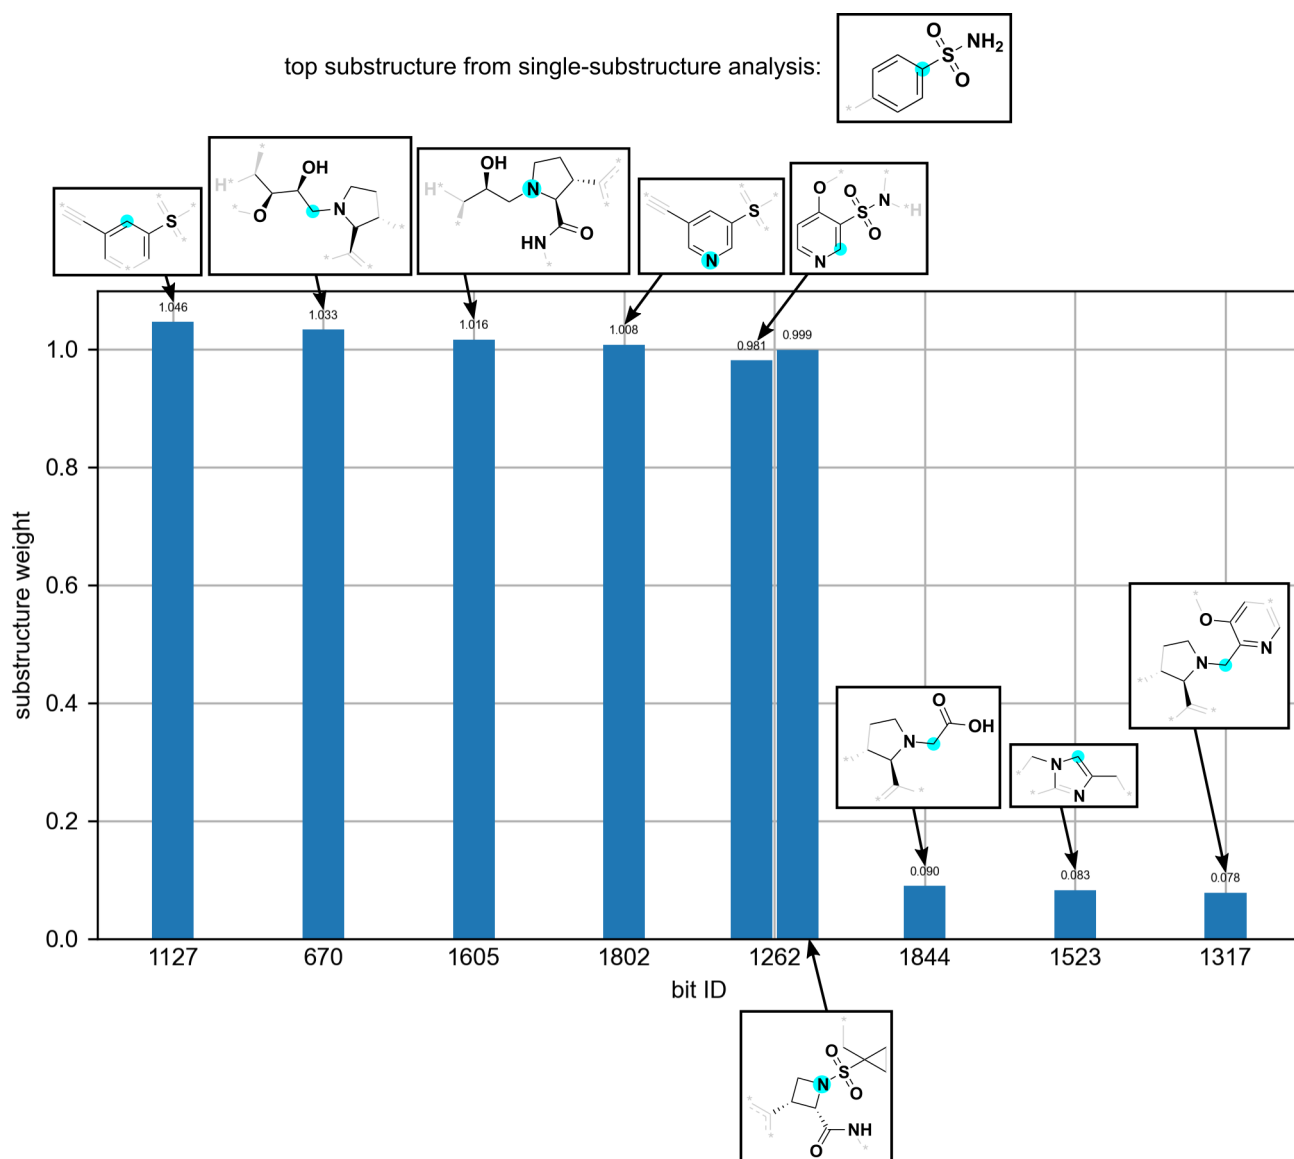 top substructure from single-substructure analysis:
O
S
NH2
O
*
* S * * *
* H* OH O * N * * *
OH H* * N * * HN O *
* S * * * N
O * O S N * H* O N
1.046
1.033
1.016
1.008
0.981
0.999
0.090
0.083
0.078
1.0
0.8
0.6
0.4
0.2
0.0
substructure weight
O OH N * * *
N N * * *
* O N N * * * *
1127 670 1605 1802 1262 1844 1523 1317
bit ID
* O S N O * * O NH *